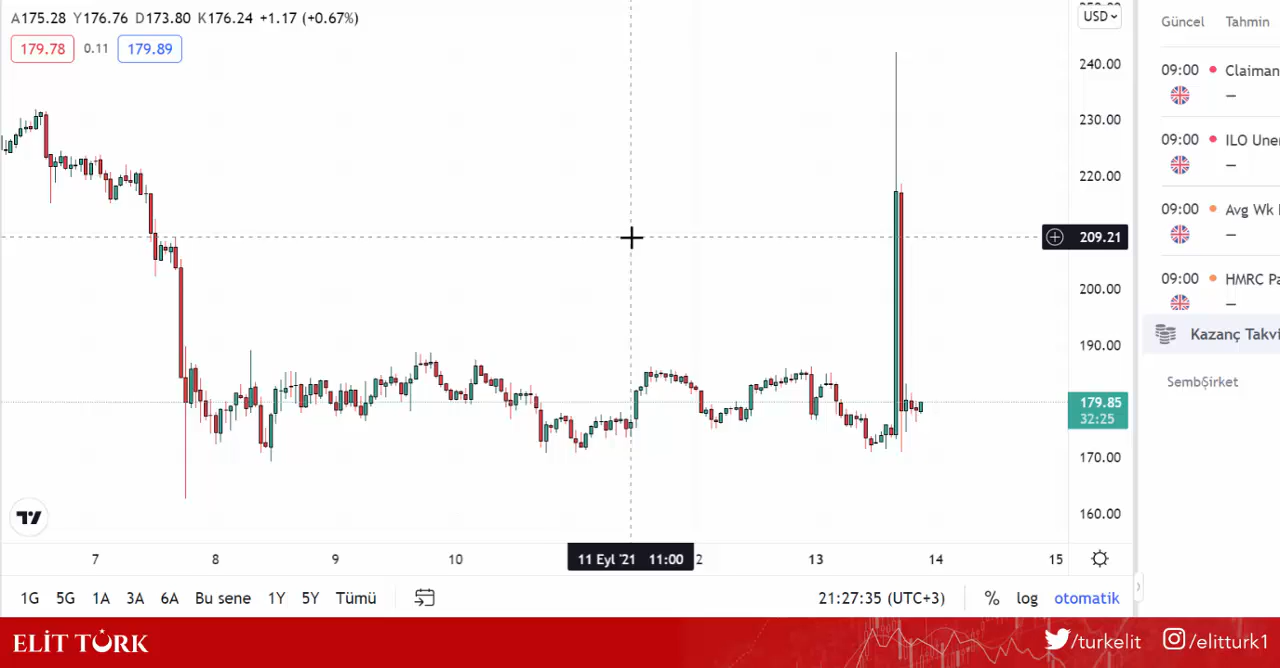 A175.28 Y176.76 D173.80 K176.24 +1.17 (+0.67%)
179.78 0.11 179.89
USD
240.00
230.00
220.00
209.21
200.00
190.00
179.85
32:25
170.00
160.00
7 8 9 10 11 Eyl '21 11:00 2 13 14 15
1G 5G 1A 3A 6A Bu sene 1Y 5Y Tümü
21:27:35 (UTC+3) % log otomatik
Güncel Tahmin
09:00 Claiman
—
09:00 ILO Une
—
09:00 Avg Wk
—
09:00 HMRC Pa
—
Kazanç Takvi
ELİT TÜRK
/turkelit /elitturk1